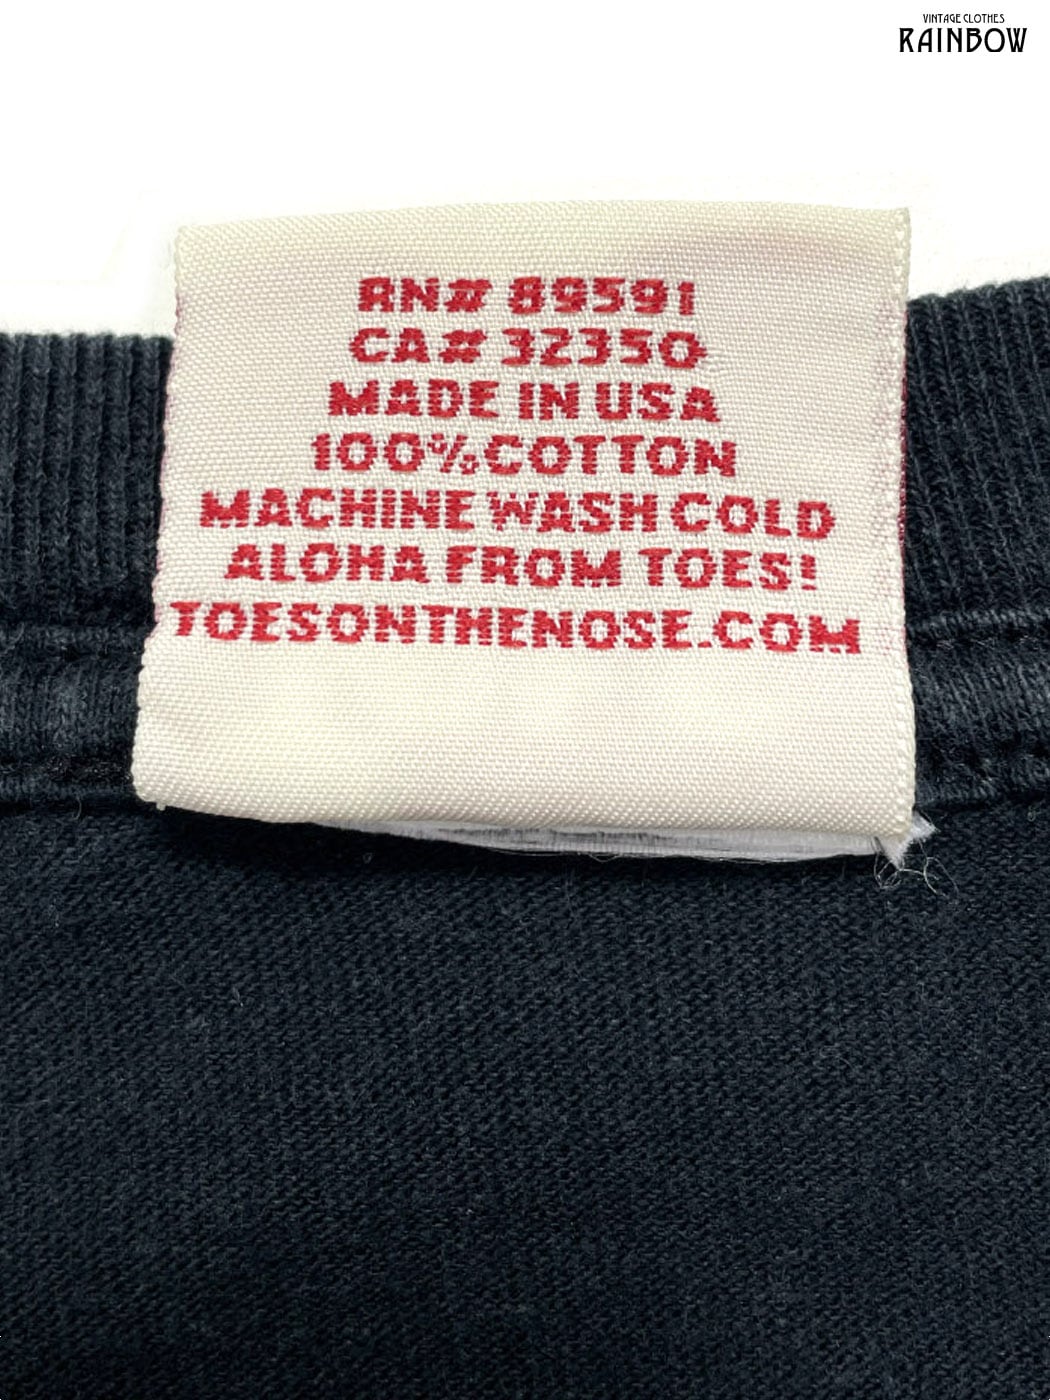 VINTAGE CLOTHES
RAINBOW
RN# 89591
CA# 32350
MADE IN USA
100% COTTON
MACHINE WASH COLD
ALOHA FROM TOES!
TOESONTHENOSE.COM